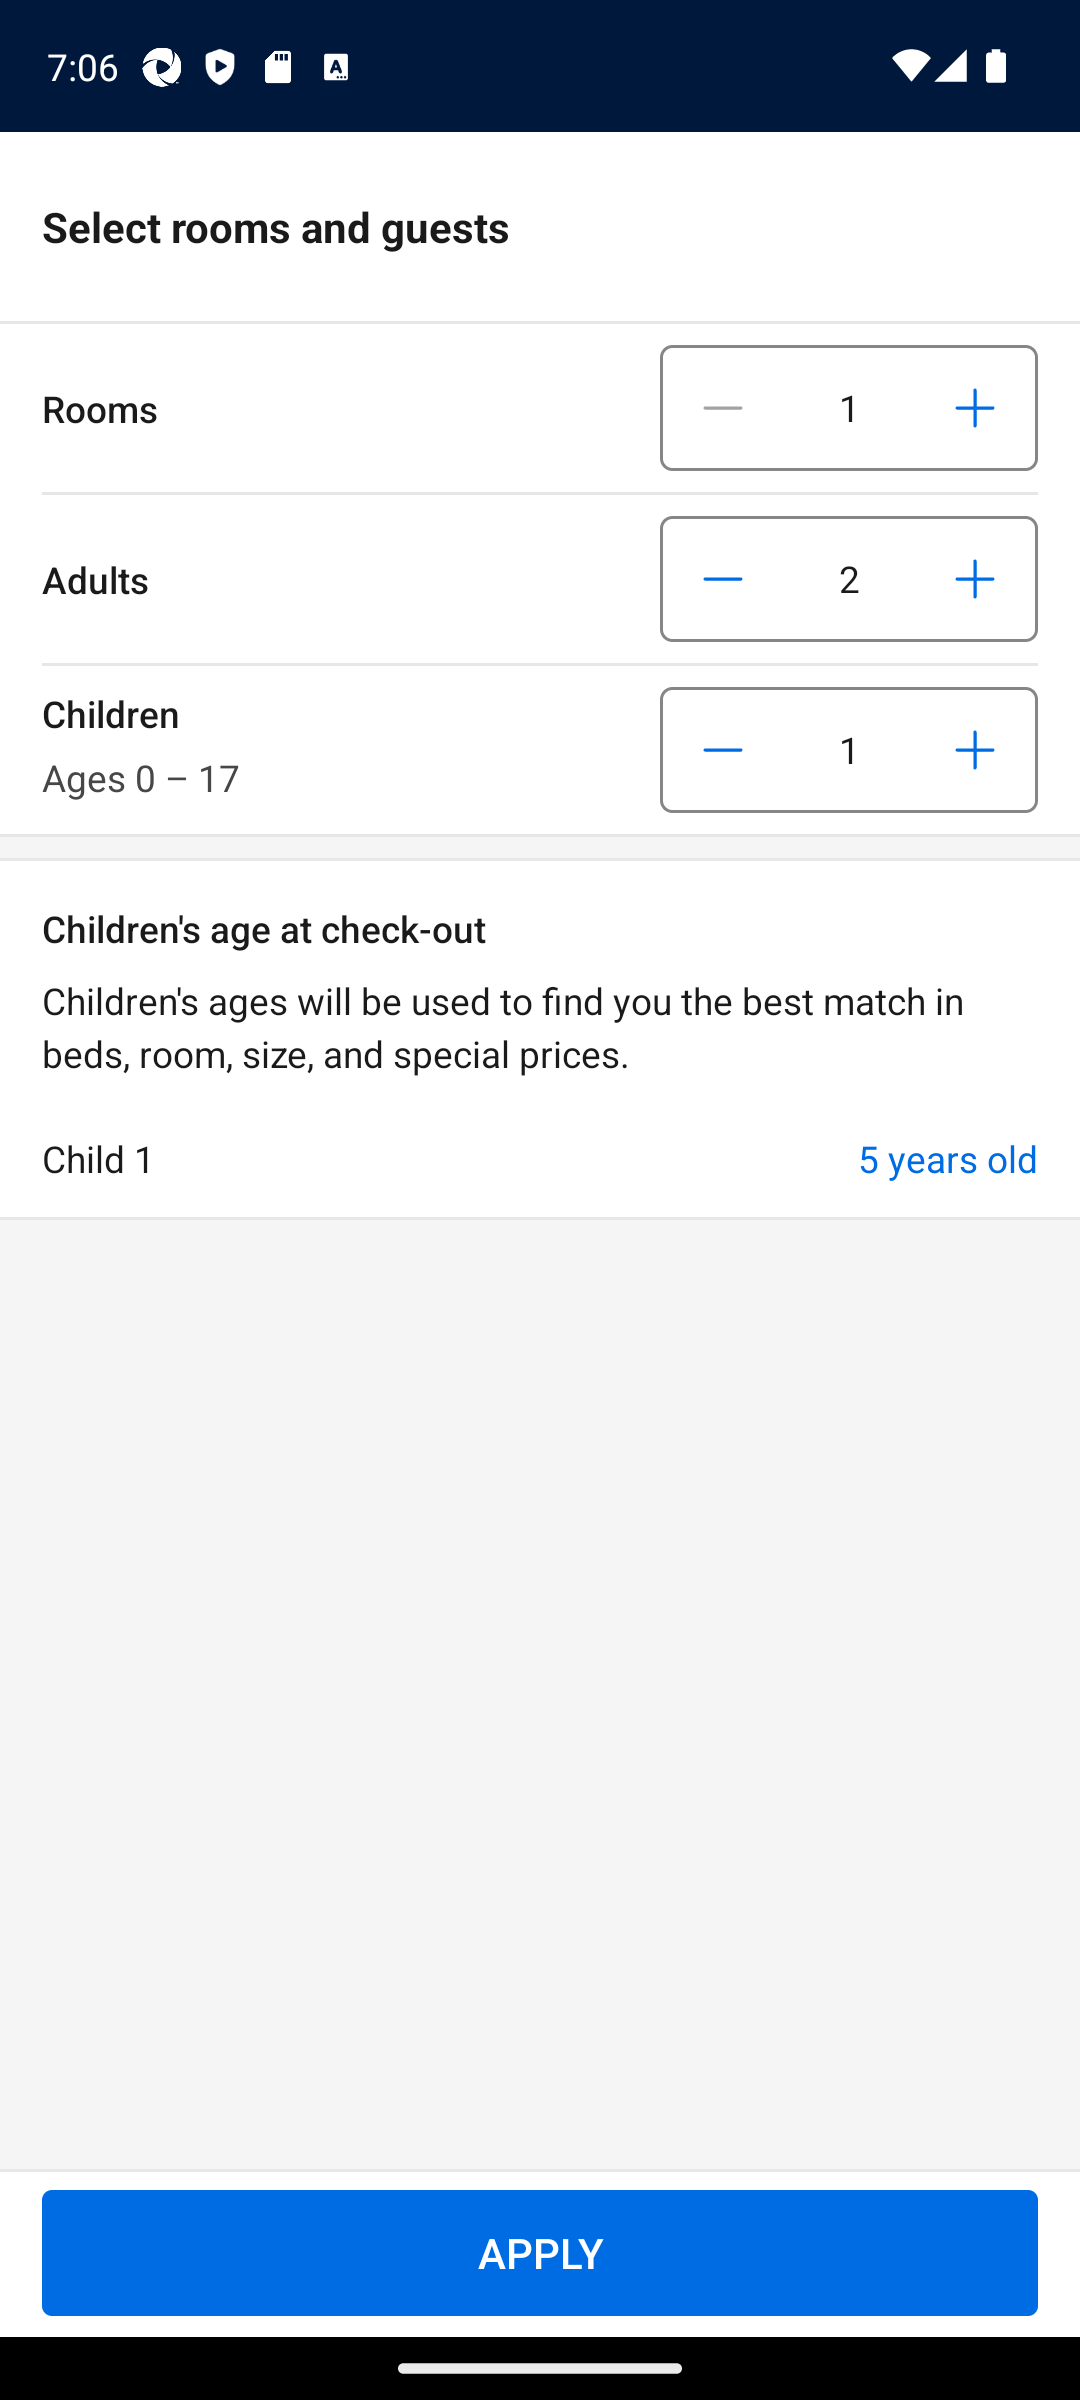 7:06
Select rooms and guests
Rooms
1
Adults
2
Children
Ages 0 – 17
1
Children's age at check-out
Children's ages will be used to find you the best match in
beds, room, size, and special prices.
Child 1
5 years old
APPLY